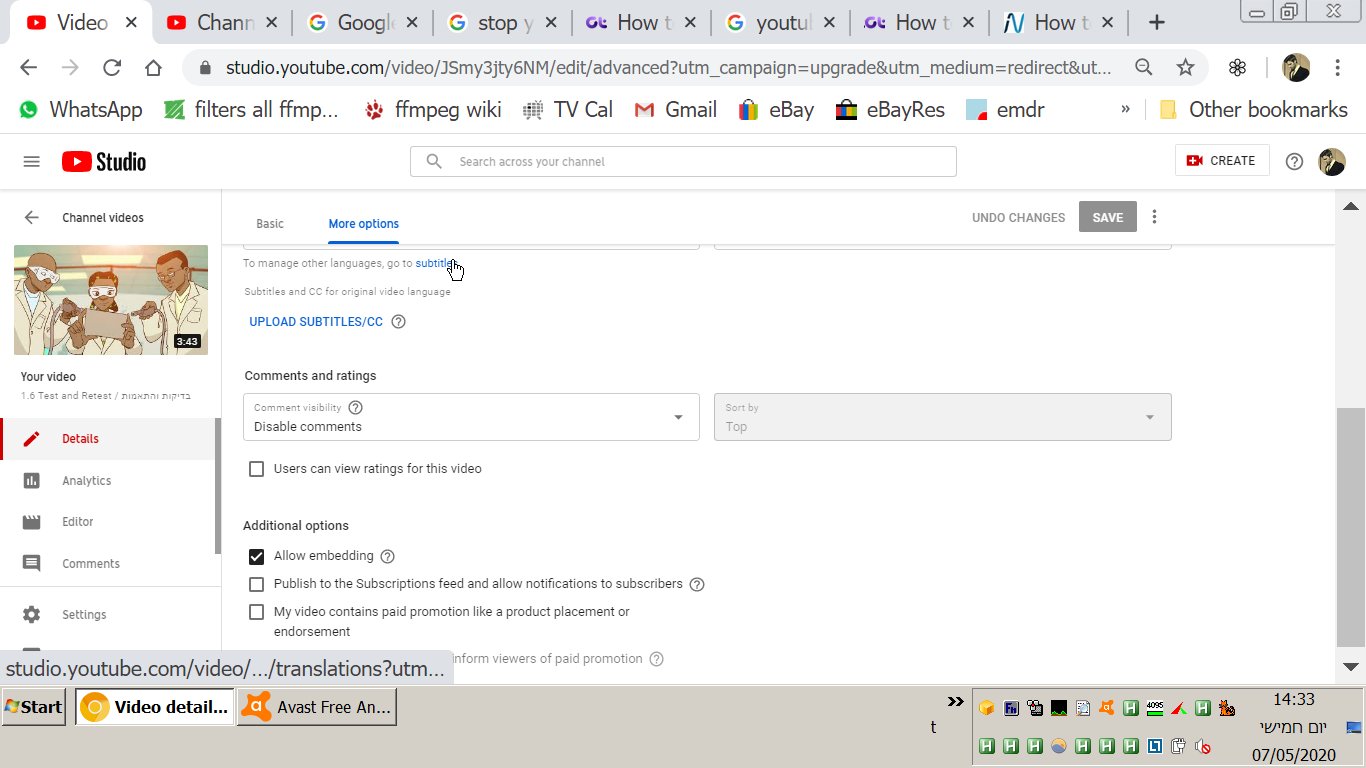 Video
Chann
Google
stop y
How to
youtu
How to
How to
studio.youtube.com/video/JSmy3jty6NM/edit/advanced?utm_campaign=upgrade&utm_medium=redirect&ut...
WhatsApp
filters all ffmp...
ffmpeg wiki
TV Cal
Gmail
eBay
eBayRes
emdr
»
Other bookmarks
Studio
Search across your channel
CREATE
Channel videos
Basic
More options
UNDO CHANGES
SAVE
To manage other languages, go to subtitles
Subtitles and CC for original video language
UPLOAD SUBTITLES/CC
3:43
Your video
1.6 Test and Retest / בדיקות והתאמות
Comments and ratings
Comment visibility
Disable comments
Sort by
Top
Users can view ratings for this video
Details
Analytics
Editor
Comments
Settings
Additional options
Allow embedding
Publish to the Subscriptions feed and allow notifications to subscribers
My video contains paid promotion like a product placement or
endorsement
inform viewers of paid promotion
studio.youtube.com/video/.../translations?utm...
Start
Video detail...
Avast Free An...
»
t
4095
14:33
יום חמישי
07/05/2020